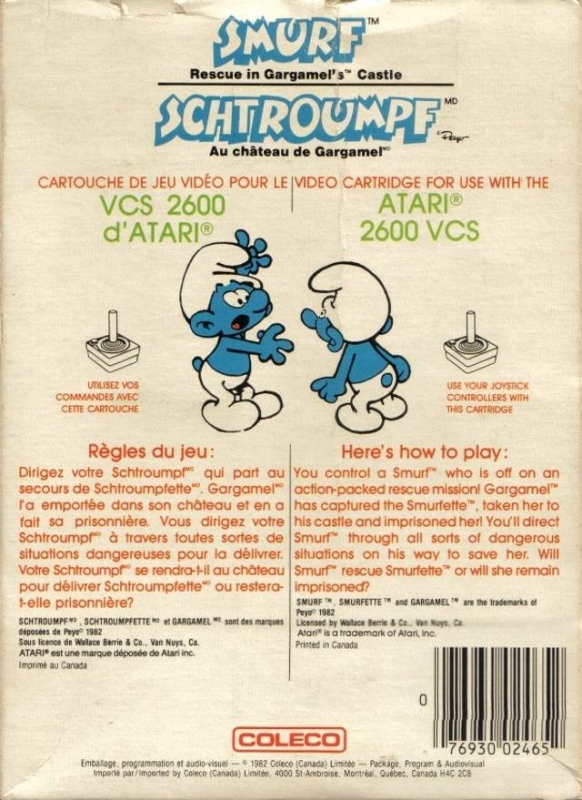 SMURF™
Rescue in Gargamel's™ Castle
SCHTROUMPF MD
© Peyo
Au château de Gargamel MD
CARTOUCHE DE JEU VIDÉO POUR LE
VCS 2600
d'ATARI®
VIDEO CARTRIDGE FOR USE WITH THE
ATARI®
2600 VCS
UTILISEZ VOS
COMMANDES AVEC
CETTE CARTOUCHE
USE YOUR JOYSTICK
CONTROLLERS WITH
THIS CARTRIDGE
Règles du jeu:
Dirigez votre Schtroumpf MD qui part au
secours de Schtroumpfette MD. Gargamel MD
l'a emportée dans son château et en a
fait sa prisonnière. Vous dirigez votre
Schtroumpf MD à travers toutes sortes de
situations dangereuses pour la délivrer.
Votre Schtroumpf MD se rendra-t-il au château
pour délivrer Schtroumpfette MD ou restera-
t-elle prisonnière?
SCHTROUMPF MD, SCHTROUMPFETTE MD et GARGAMEL MD sont des marques
déposées de Peyo© 1982
Sous licence de Wallace Berrie & Co., Van Nuys, Ca.
ATARI® est une marque déposée de Atari Inc.
Imprimé au Canada
Here's how to play:
You control a Smurf™ who is off on an
action-packed rescue mission! Gargamel™
has captured the Smurfette™, taken her to
his castle and imprisoned her! You'll direct
Smurf™ through all sorts of dangerous
situations on his way to save her. Will
Smurf™ rescue Smurfette™ or will she remain
imprisoned?
SMURF™, SMURFETTE™ and GARGAMEL™ are the trademarks of
Peyo© 1982
Licensed by Wallace Berrie & Co., Van Nuys, Ca.
Atari® is a trademark of Atari, Inc.
Printed in Canada
0 76930 02465
COLECO
Emballage, programmation et audio-visuel — © 1982 Coleco (Canada) Limitée — Package, Program & Audiovisual
Importé par/Imported by Coleco (Canada) Limitée, 4000 St-Ambroise, Montréal, Québec, Canada H4C 2C8